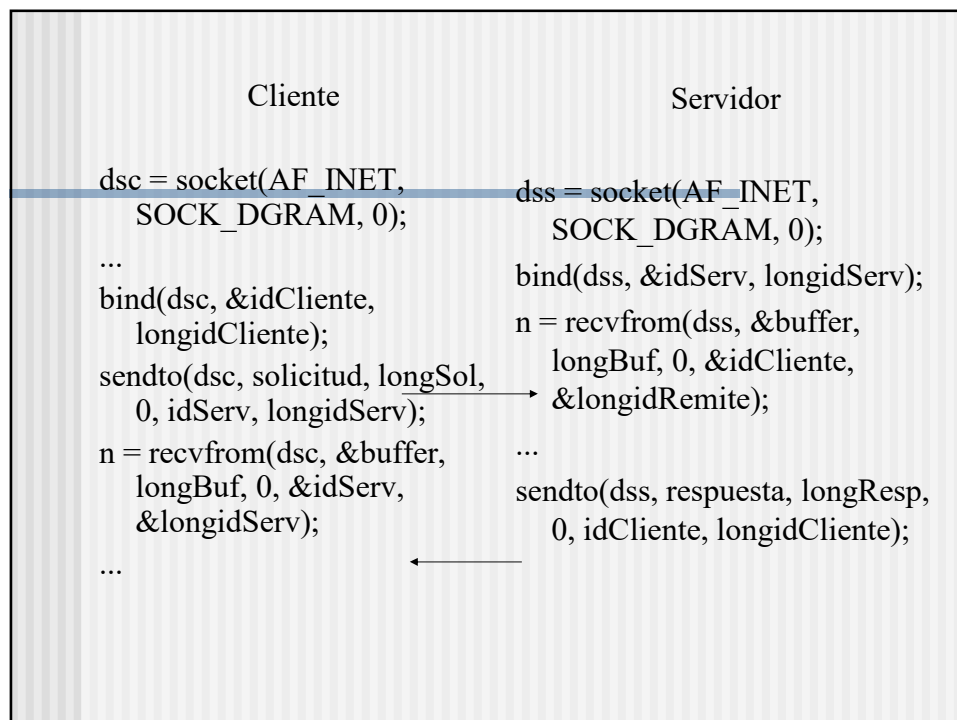 Cliente
dsc = socket(AF_INET,
SOCK_DGRAM, 0);
...
bind(dsc, &idCliente,
longidCliente);
sendto(dsc, solicitud, longSol,
0, idServ, longidServ);
n = recvfrom(dsc, &buffer,
longBuf, 0, &idServ,
&longidServ);
...
Servidor
dss = socket(AF_INET,
SOCK_DGRAM, 0);
bind(dss, &idServ, longidServ);
n = recvfrom(dss, &buffer,
longBuf, 0, &idCliente,
&longidRemite);
...
sendto(dss, respuesta, longResp,
0, idCliente, longidCliente);